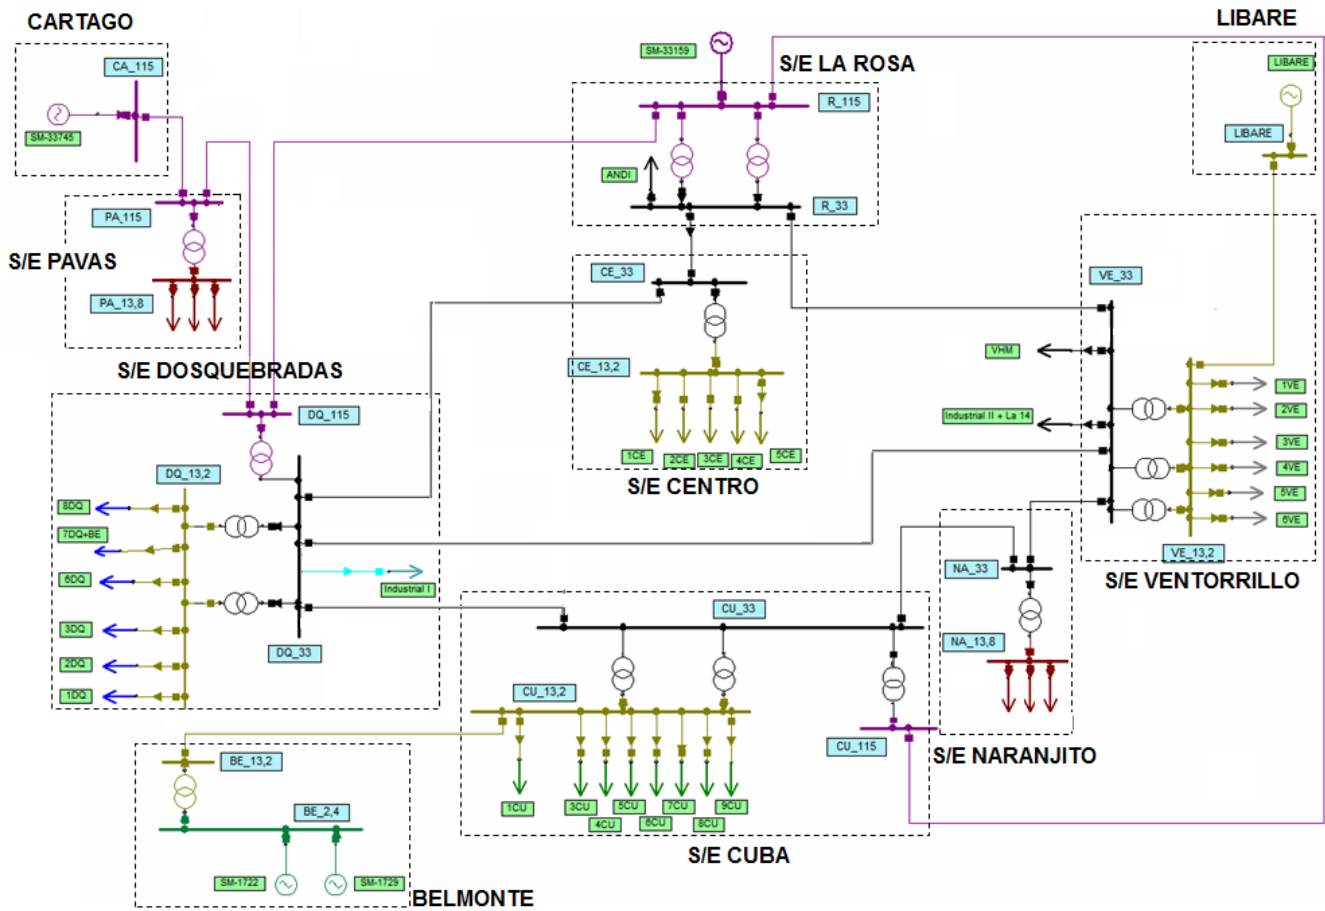 CARTAGO
LIBARE
CA_115
SM-33159
S/E LA ROSA
LIBARE
R_115
SM-33745
LIBARE
ANDI
R_33
PA_115
S/E PAVAS
CE_33
VE_33
PA_13,8
VHM
S/E DOSQUEBRADAS
CE_13,2
1VE
DQ_115
Industrial II + La 14
2VE
3VE
1CE
2CE
3CE
4CE
5CE
DQ_13,2
4VE
S/E CENTRO
5VE
8DQ
6VE
7DQ+BE
VE_13,2
NA_33
S/E VENTORRILLO
6DQ
Industrial I
CU_33
3DQ
NA_13,8
DQ_33
2DQ
1DQ
CU_13,2
CU_115
S/E NARANJITO
BE_13,2
1CU
3CU
5CU
7CU
9CU
4CU
6CU
8CU
BE_2,4
S/E CUBA
SM-1722
SM-1729
BELMONTE